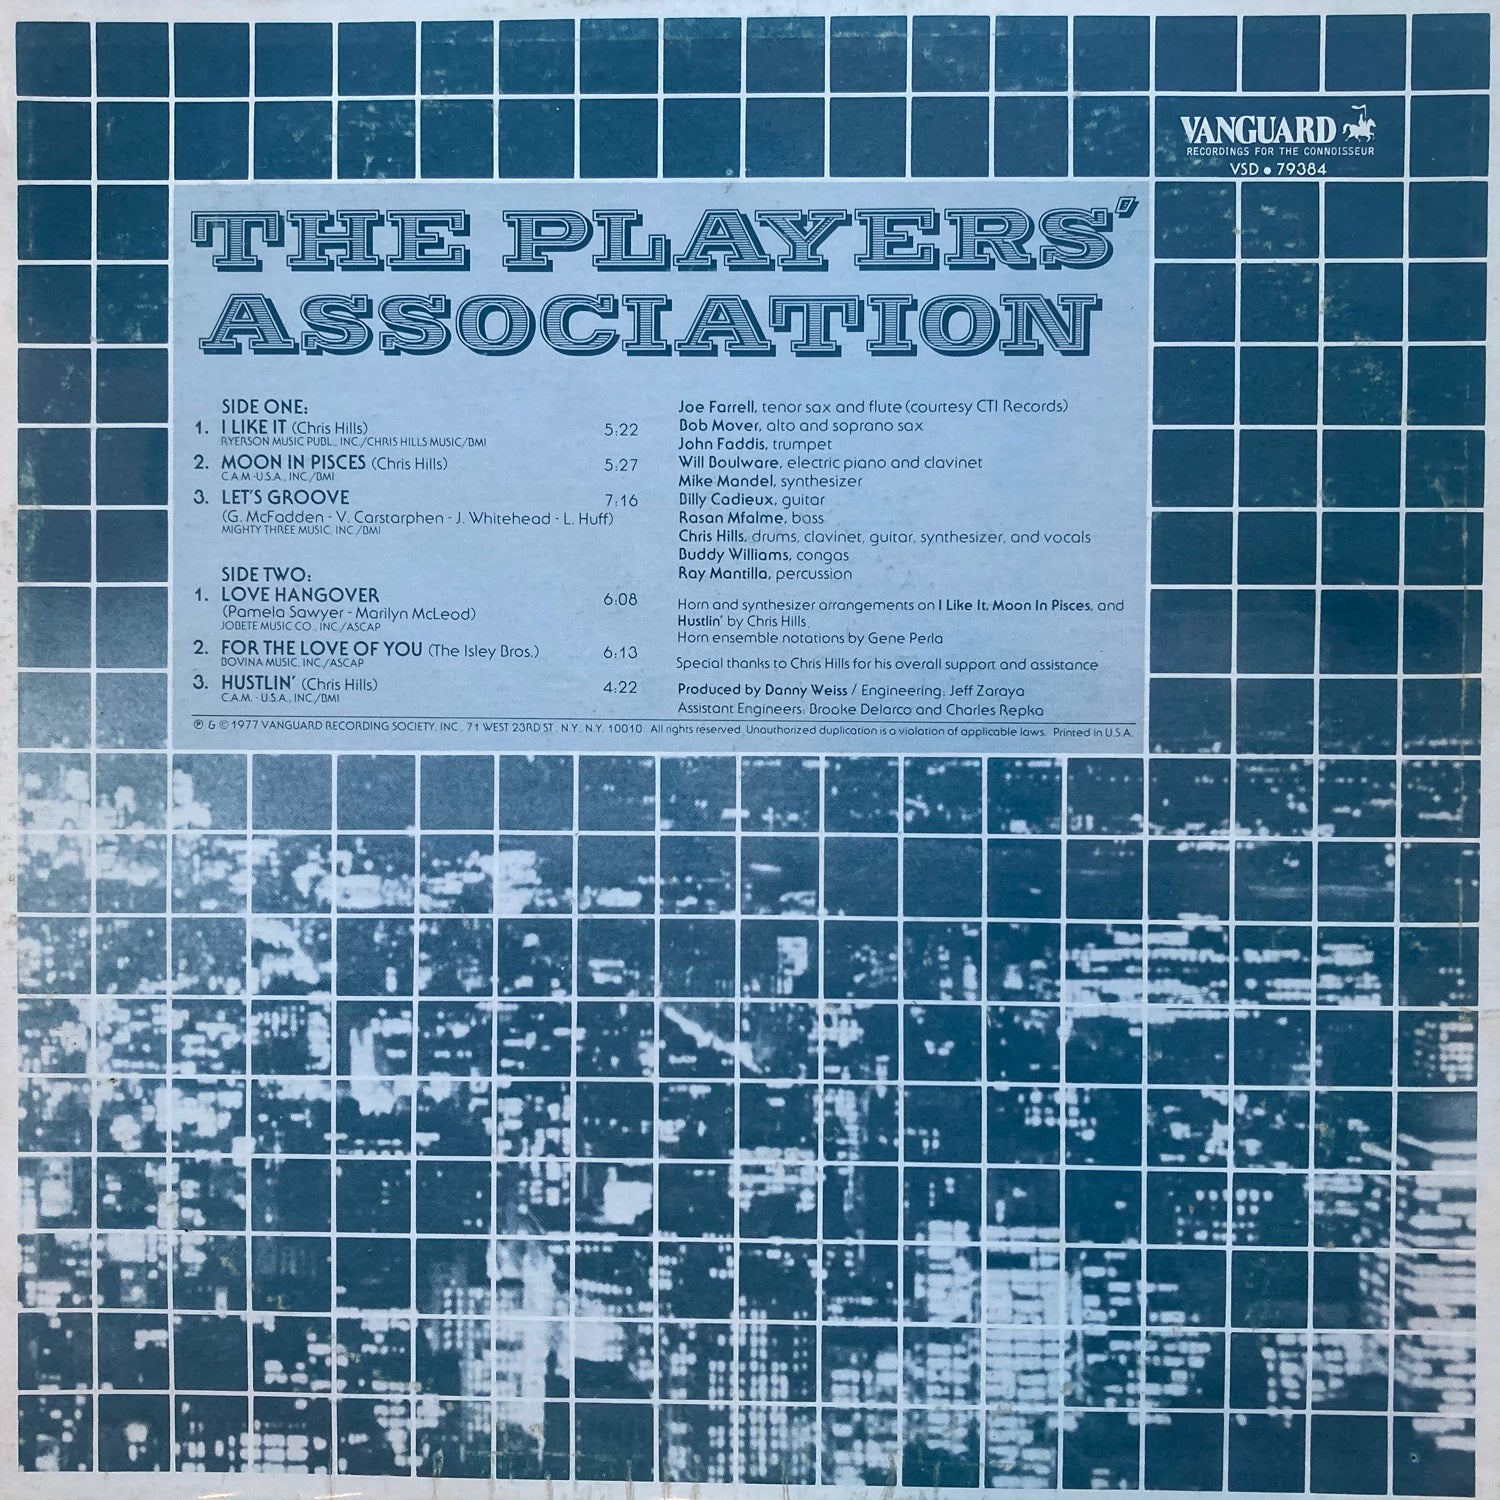 VANGUARD
RECORDINGS FOR THE CONNOISSEUR
VSD • 79384
THE PLAYERS'
ASSOCIATION
SIDE ONE:
1. I LIKE IT (Chris Hills) 5:22
RYERSON MUSIC PUBL., INC./CHRIS HILLS MUSIC/BMI
2. MOON IN PISCES (Chris Hills) 5:27
C.A.M.-U.S.A., INC./BMI
3. LET'S GROOVE 7:16
(G. McFadden - V. Carstarphen - J. Whitehead - L. Huff)
MIGHTY THREE MUSIC, INC./BMI
SIDE TWO:
1. LOVE HANGOVER 6:08
(Pamela Sawyer - Marilyn McLeod)
JOBETE MUSIC CO., INC./ASCAP
2. FOR THE LOVE OF YOU (The Isley Bros.) 6:13
BOVINA MUSIC, INC./ASCAP
3. HUSTLIN' (Chris Hills) 4:22
C.A.M. - U.S.A., INC./BMI
Joe Farrell, tenor sax and flute (courtesy CTI Records)
Bob Mover, alto and soprano sax
John Faddis, trumpet
Will Boulware, electric piano and clavinet
Mike Mandel, synthesizer
Billy Cadieux, guitar
Rasan Mfalme, bass
Chris Hills, drums, clavinet, guitar, synthesizer, and vocals
Buddy Williams, congas
Ray Mantilla, percussion
Horn and synthesizer arrangements on I Like It, Moon In Pisces, and
Hustlin' by Chris Hills.
Horn ensemble notations by Gene Perla
Special thanks to Chris Hills for his overall support and assistance
Produced by Danny Weiss / Engineering: Jeff Zaraya
Assistant Engineers: Brooke Delarco and Charles Repka
℗ & © 1977 VANGUARD RECORDING SOCIETY, INC., 71 WEST 23RD ST., N.Y., N.Y. 10010 All rights reserved. Unauthorized duplication is a violation of applicable laws. Printed in U.S.A.